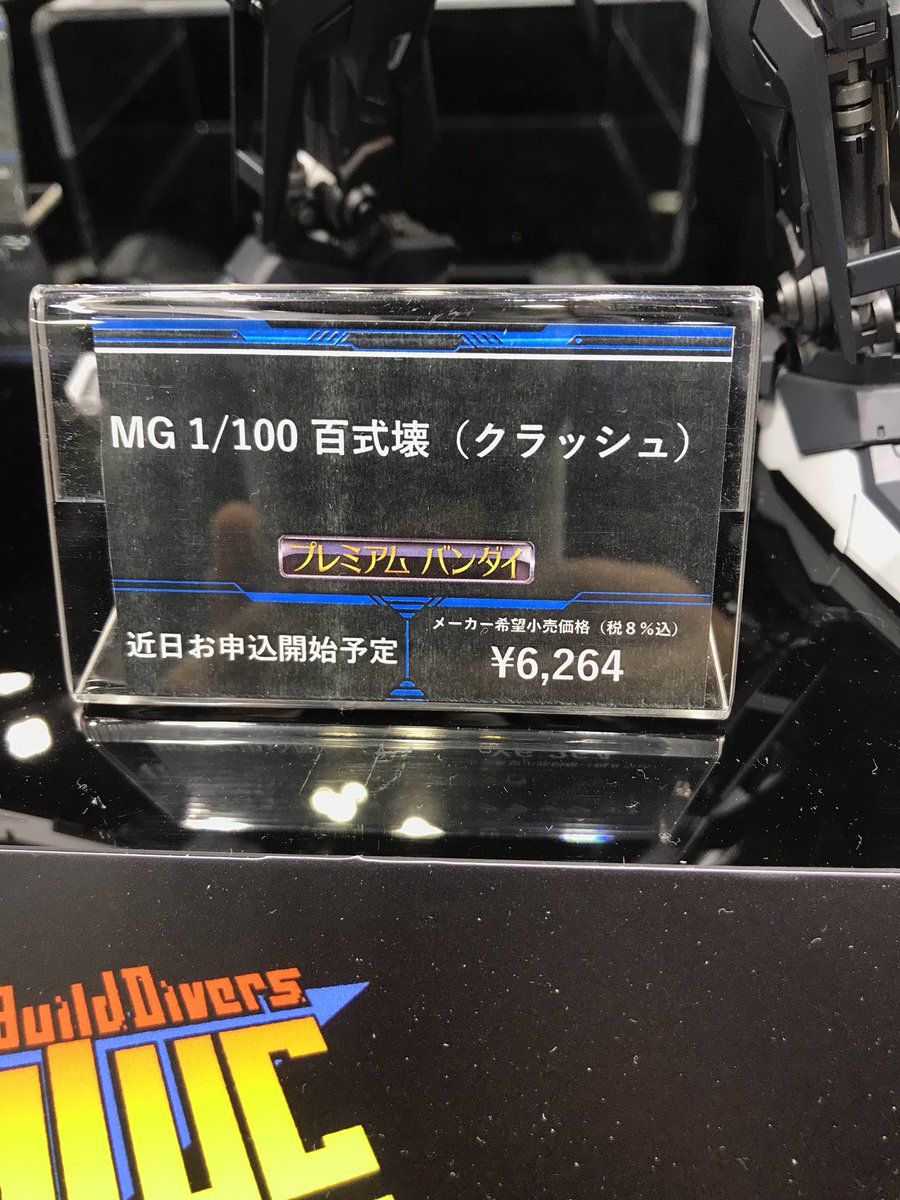 MG 1/100 百式壊（クラッシュ）
プレミアム バンダイ
近日お申込開始予定
メーカー希望小売価格（税８％込）
¥6,264
Build Divers